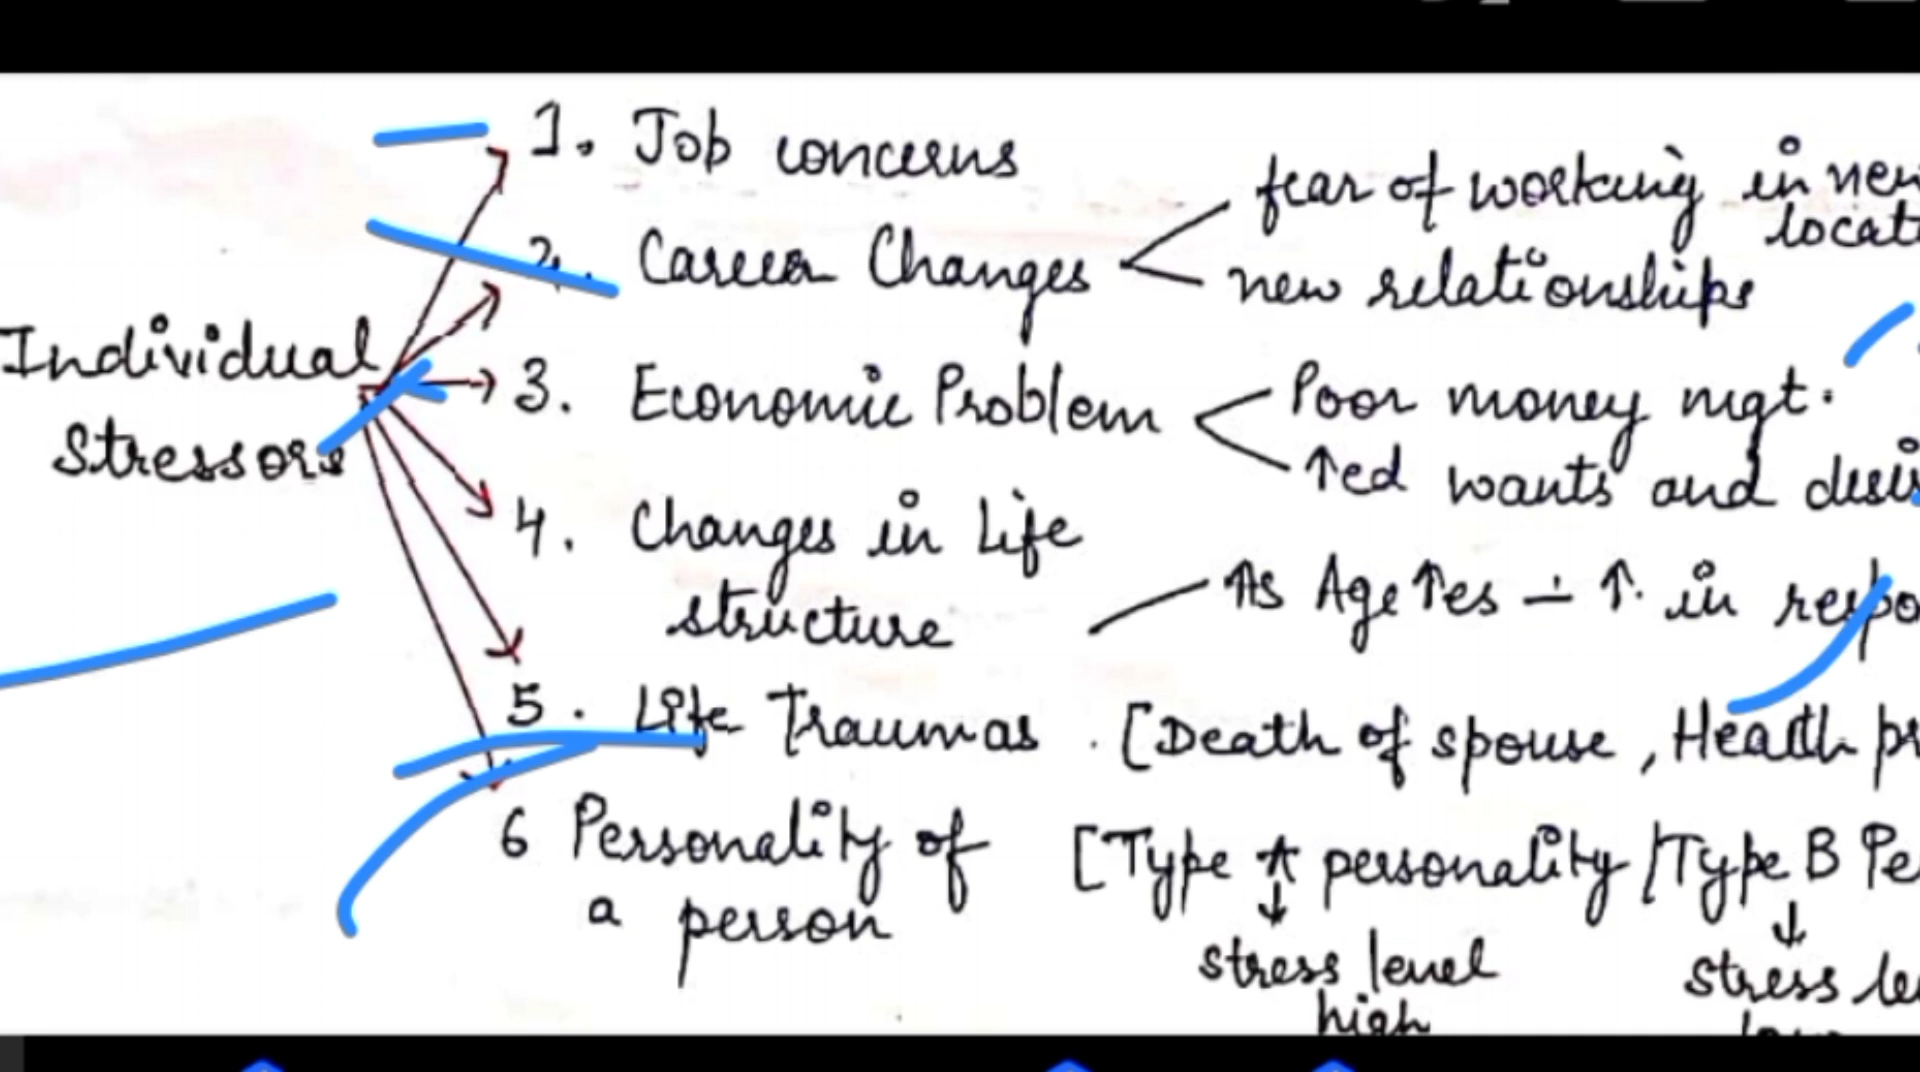 1. Job concerns
fear of working in new
locat
2. Career Changes
new relationships
Individual
Stressors
3. Economic Problem
Poor money mgt.
↑ed wants and desi
4. Changes in Life
structure
As Age ↑es - ↑ in respo
5. Life Traumas . [Death of spouse, Health pr
6 Personality of
a person
[Type A personality / Type B Pe
↓ ↓
stress level
high
stress le